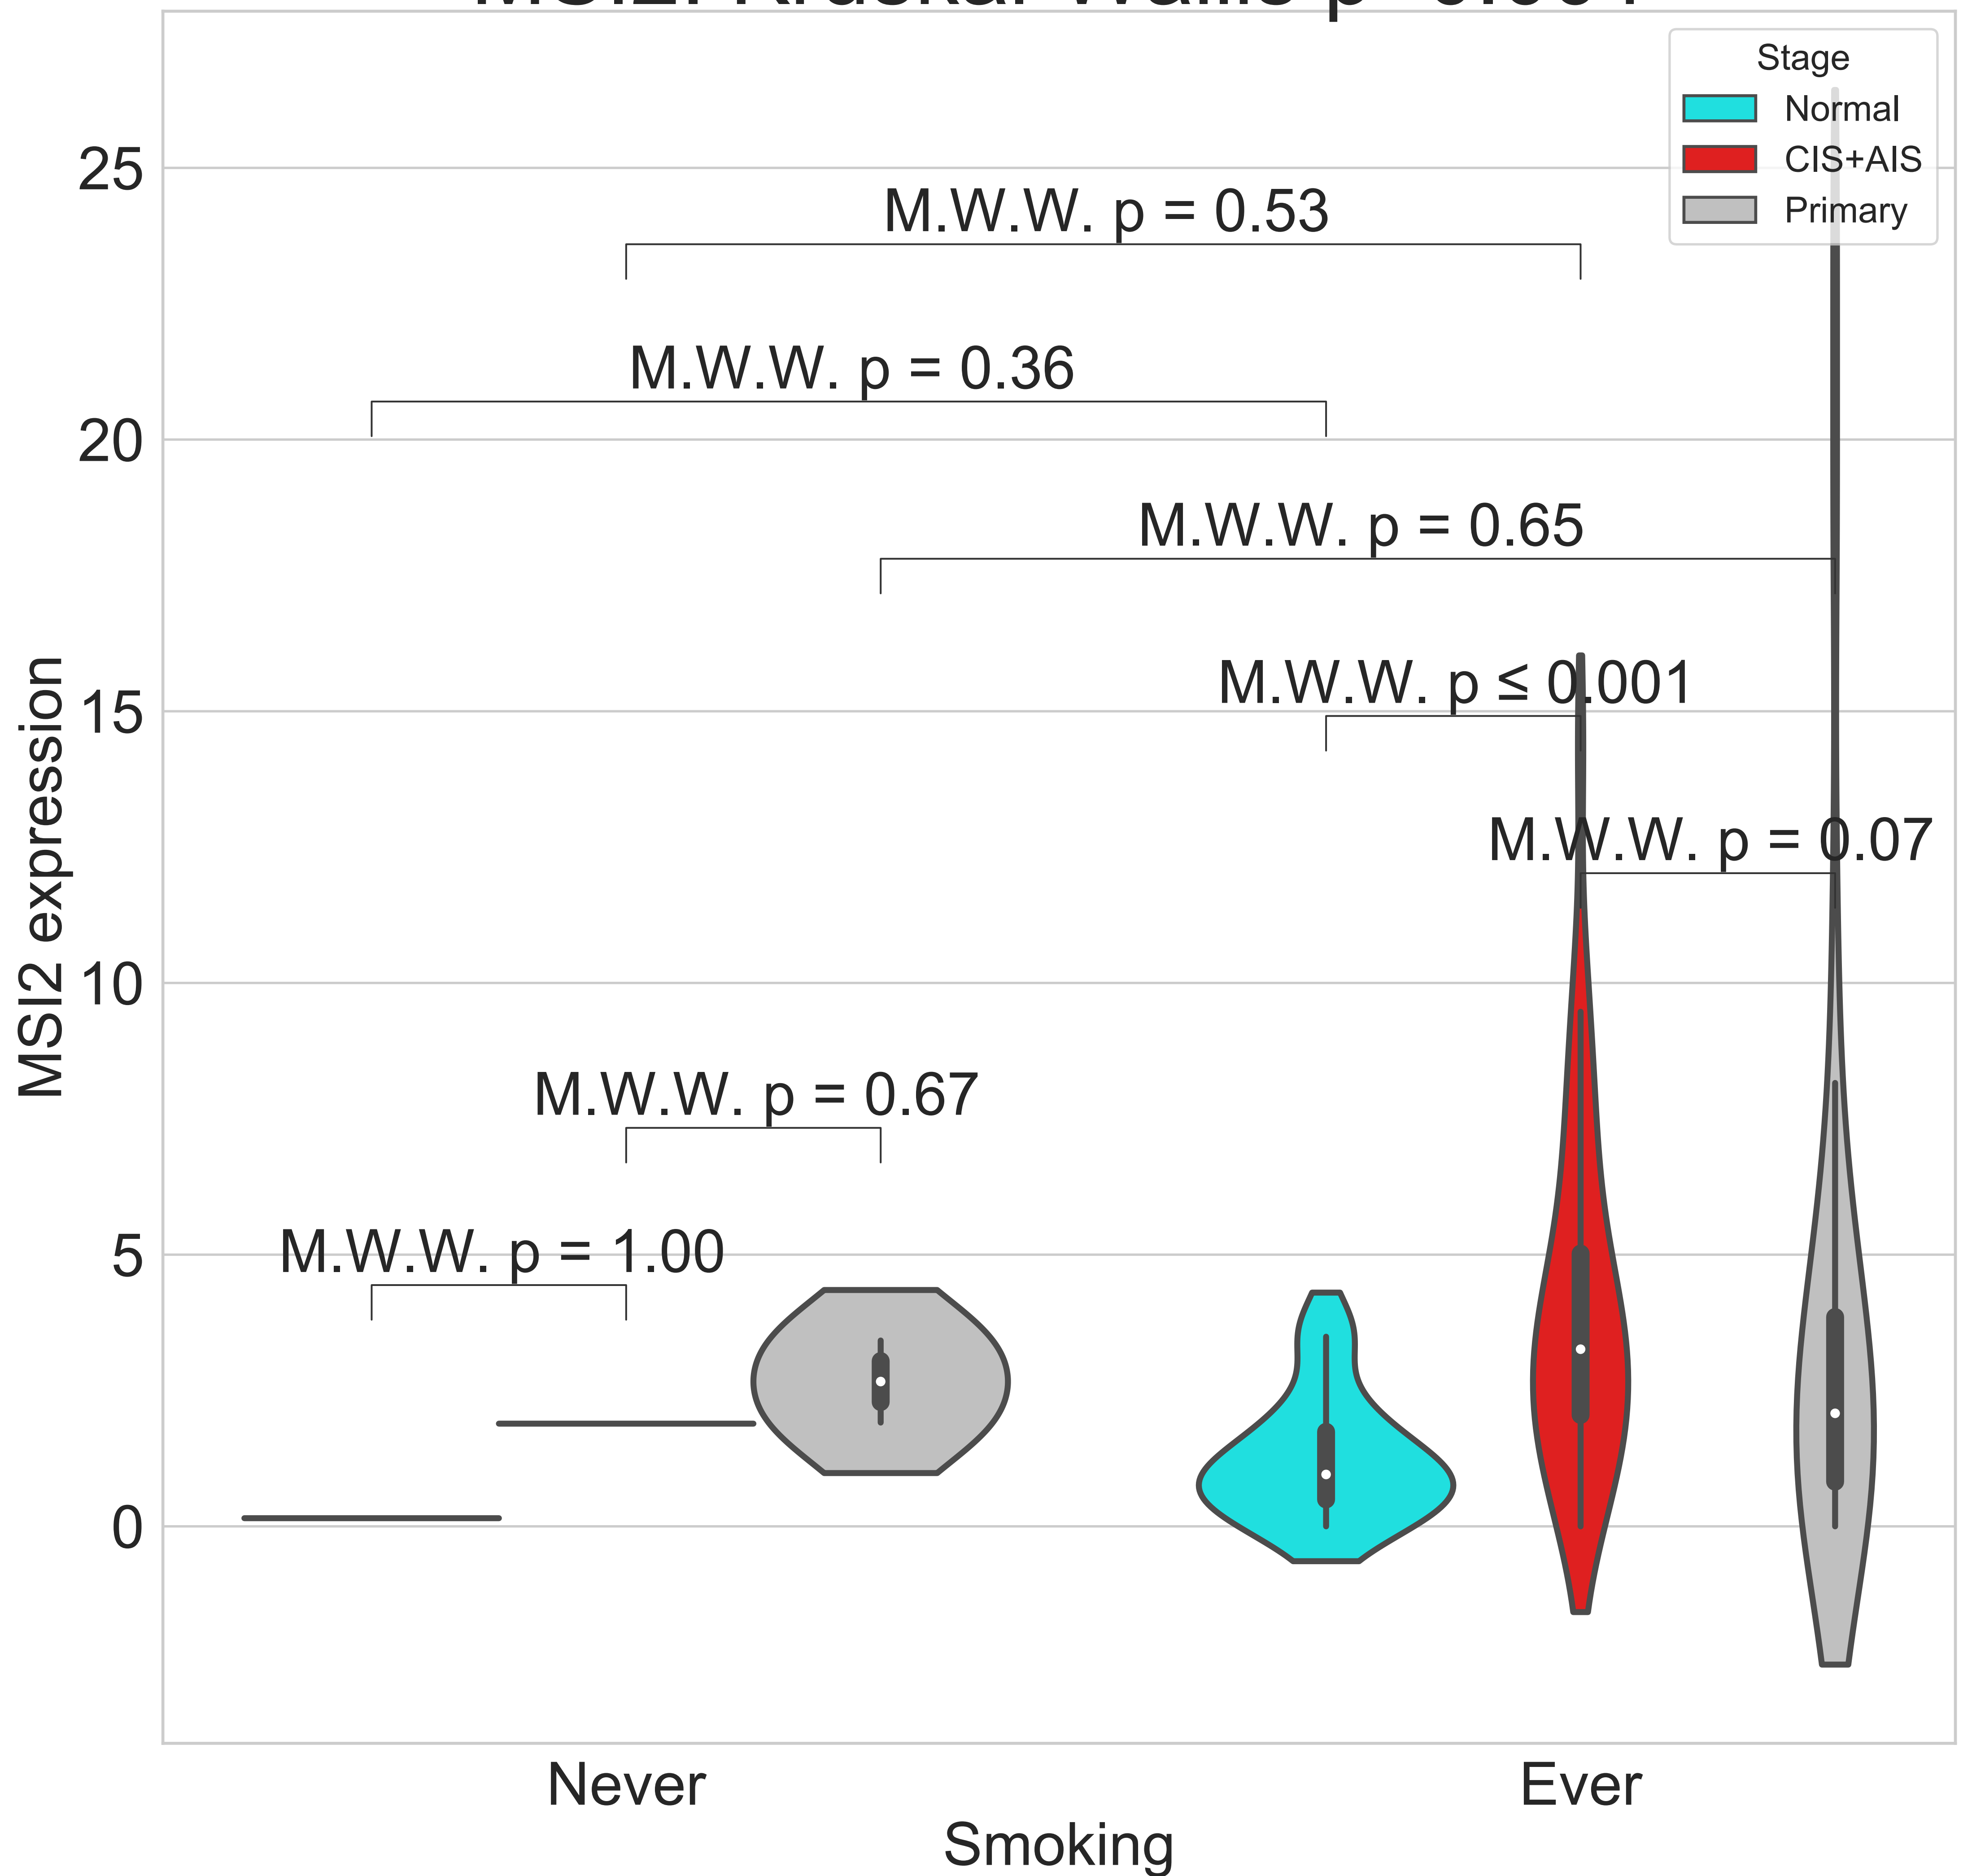 Stage
Normal
CIS+AIS
Primary
25
20
15
10
5
0
MSI2 expression
M.W.W. p = 0.53
M.W.W. p = 0.36
M.W.W. p = 0.65
M.W.W. p ≤ 0.001
M.W.W. p = 0.07
M.W.W. p = 0.67
M.W.W. p = 1.00
Never
Ever
Smoking